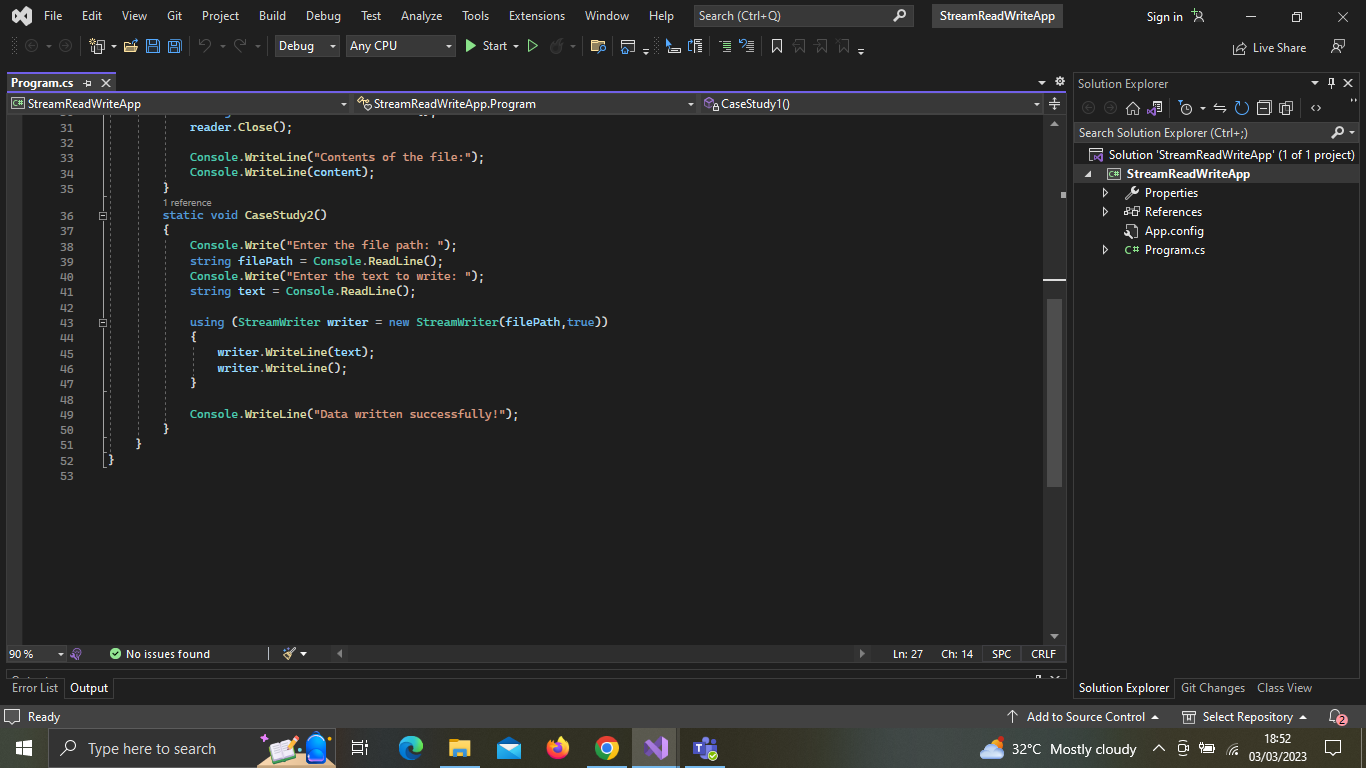 File Edit View Git Project Build Debug Test Analyze Tools Extensions Window Help Search (Ctrl+Q) StreamReadWriteApp Sign in
Debug Any CPU Start Live Share
Program.cs
StreamReadWriteApp StreamReadWriteApp.Program CaseStudy1()
31 reader.Close();
32
33 Console.WriteLine("Contents of the file:");
34 Console.WriteLine(content);
35 }
1 reference
36 static void CaseStudy2()
37 {
38 Console.Write("Enter the file path: ");
39 string filePath = Console.ReadLine();
40 Console.Write("Enter the text to write: ");
41 string text = Console.ReadLine();
42
43 using (StreamWriter writer = new StreamWriter(filePath,true))
44 {
45 writer.WriteLine(text);
46 writer.WriteLine();
47 }
48
49 Console.WriteLine("Data written successfully!");
50 }
51 }
52 }
53
90 % No issues found Ln: 27 Ch: 14 SPC CRLF
Error List Output
Solution Explorer
Search Solution Explorer (Ctrl+;)
Solution 'StreamReadWriteApp' (1 of 1 project)
C# StreamReadWriteApp
Properties
References
App.config
C# Program.cs
Solution Explorer Git Changes Class View
Ready Add to Source Control Select Repository 2
Type here to search 32°C Mostly cloudy 18:52
03/03/2023